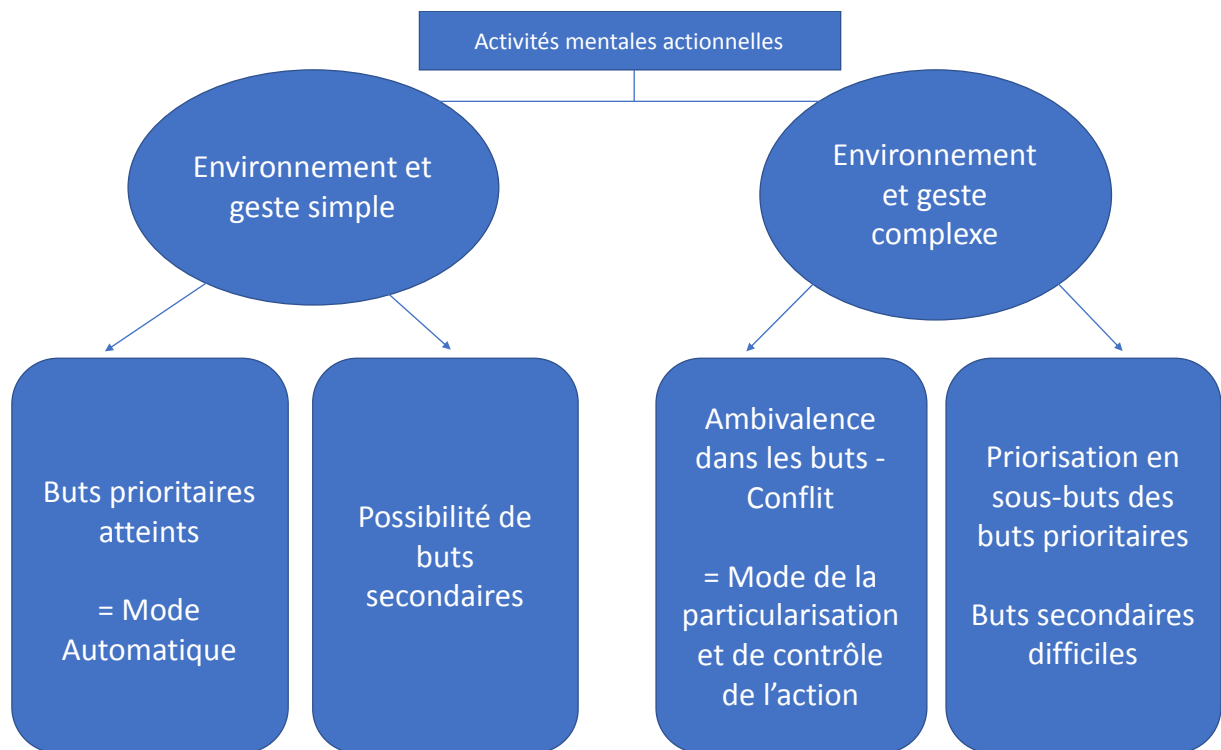 Activités mentales actionnelles
Environnement et
geste simple
Environnement
et geste
complexe
Buts prioritaires
atteints
= Mode
Automatique
Possibilité de
buts
secondaires
Ambivalence
dans les buts -
Conflit
= Mode de la
particularisation
et de contrôle
de l’action
Priorisation en
sous-buts des
buts prioritaires
Buts secondaires
difficiles